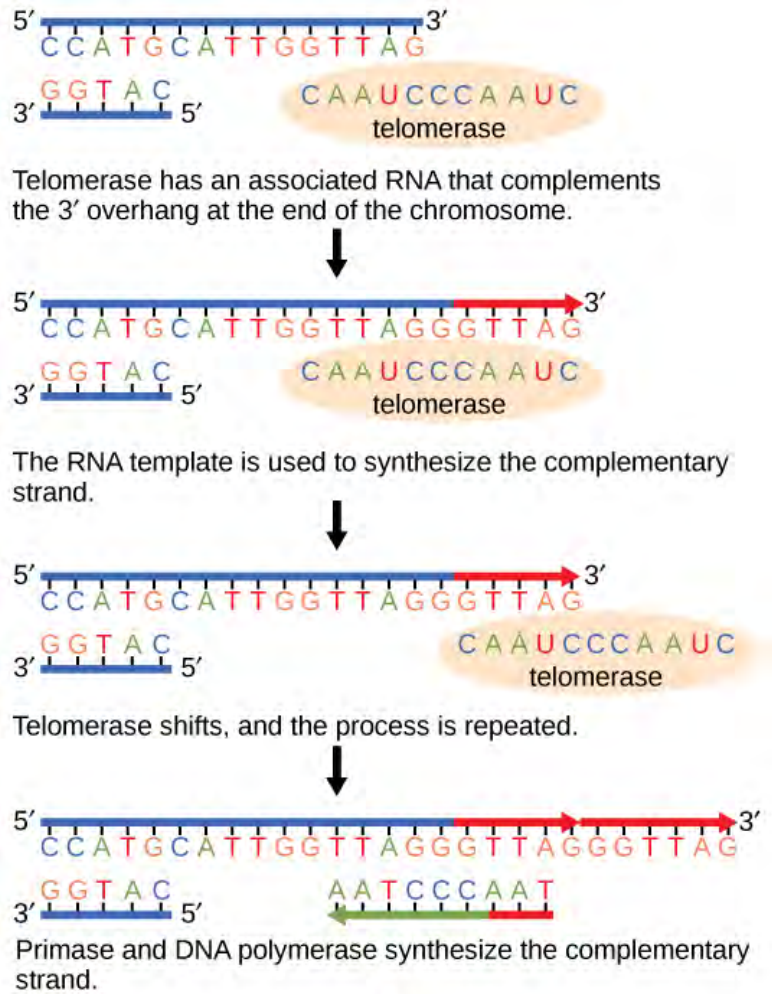 5′ 3′
CCATGCATTGGTTAG
GGTAC CAAUCCCAAUC
3′ 5′ telomerase
Telomerase has an associated RNA that complements
the 3′ overhang at the end of the chromosome.
5′ 3′
CCATGCATTGGTTAGGGTTAG
GGTAC CAAUCCCAAUC
3′ 5′ telomerase
The RNA template is used to synthesize the complementary
strand.
5′ 3′
CCATGCATTGGTTAGGGTTAG
GGTAC CAAUCCCAAUC
3′ 5′ telomerase
Telomerase shifts, and the process is repeated.
5′ 3′
CCATGCATTGGTTAGGGTTAGGGTTAG
GGTAC AATCCCAAT
3′ 5′
Primase and DNA polymerase synthesize the complementary
strand.